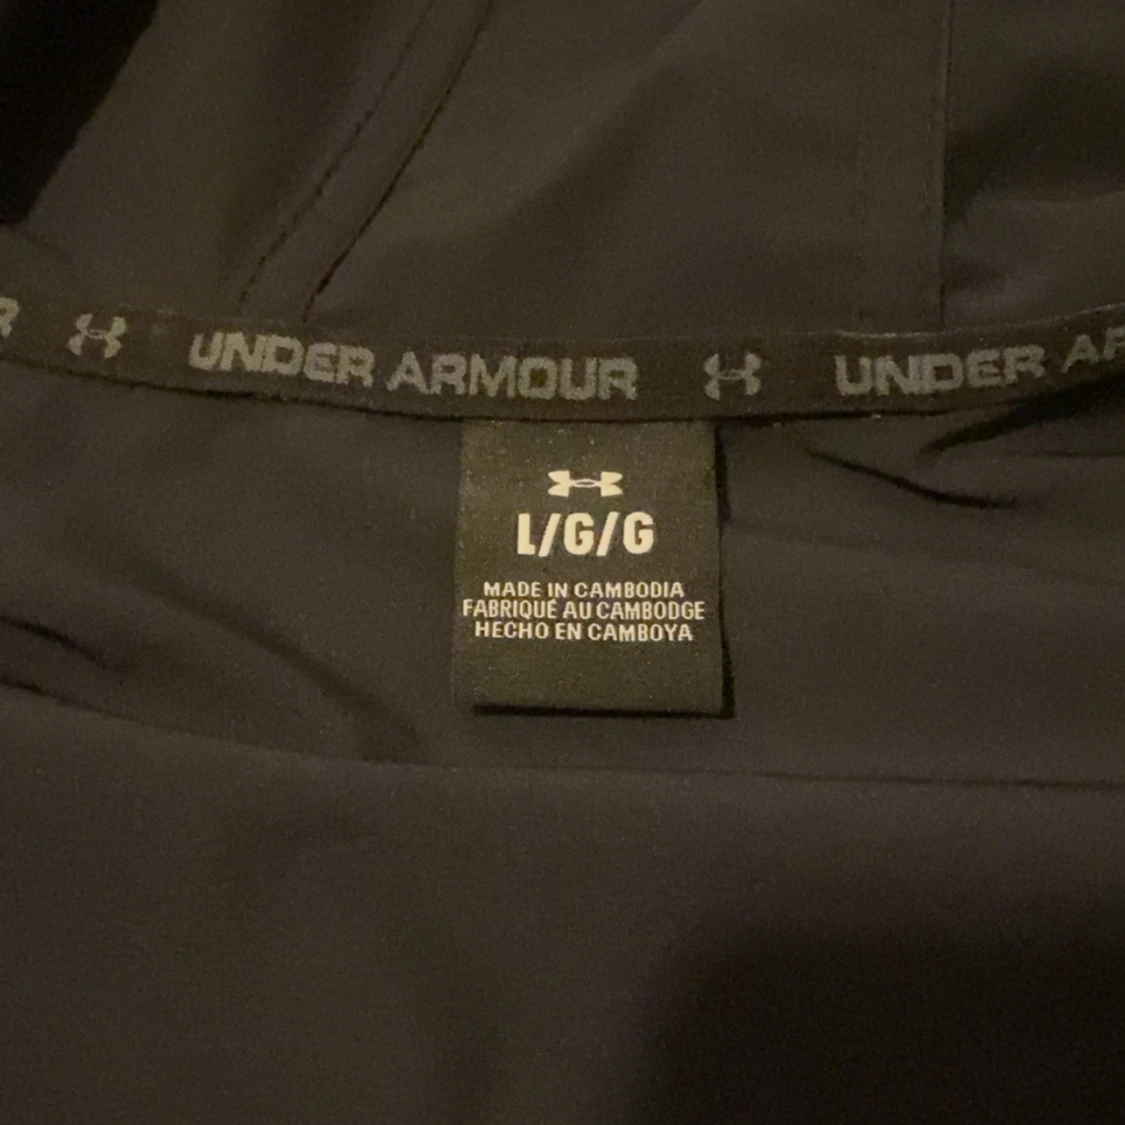 R UNDER ARMOUR UNDER AR
L/G/G
MADE IN CAMBODIA
FABRIQUÉ AU CAMBODGE
HECHO EN CAMBOYA